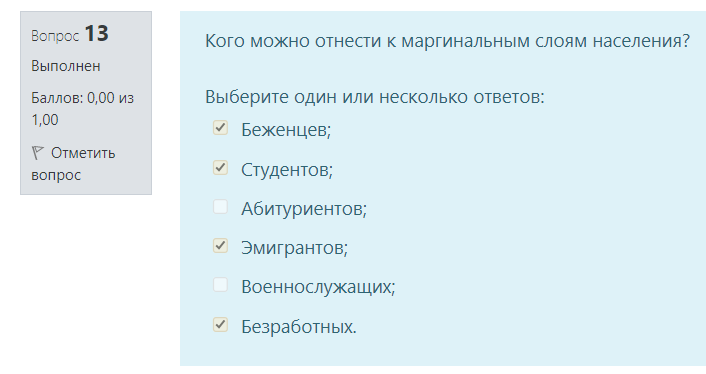 Вопрос 13
Выполнен
Баллов: 0,00 из
1,00
Отметить
вопрос
Кого можно отнести к маргинальным слоям населения?
Выберите один или несколько ответов:
Беженцев;
Студентов;
Абитуриентов;
Эмигрантов;
Военнослужащих;
Безработных.